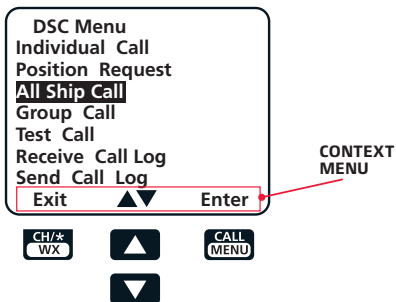 DSC Menu
Individual Call
Position Request
All Ship Call
Group Call
Test Call
Receive Call Log
Send Call Log
Exit ▲▼ Enter
CONTEXT
MENU
CH/*
WX
▲
CALL
MENU
▼